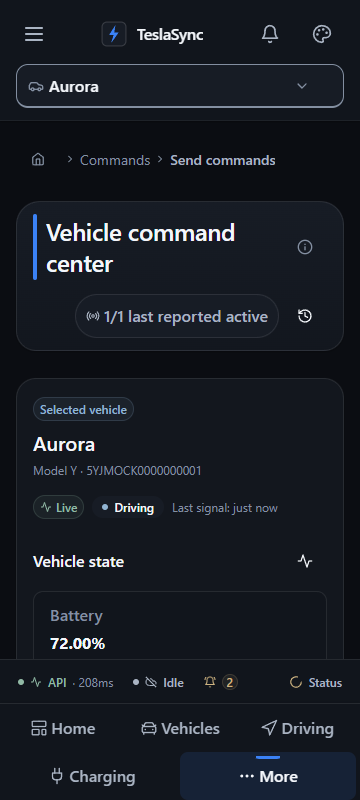 TeslaSync
Aurora
Commands
Send commands
Vehicle command
center
1/1 last reported active
Selected vehicle
Aurora
Model Y · 5YJMOCK0000000001
Live
Driving
Last signal: just now
Vehicle state
Battery
72.00%
API · 208ms
Idle
2
Status
Home
Vehicles
Driving
Charging
More